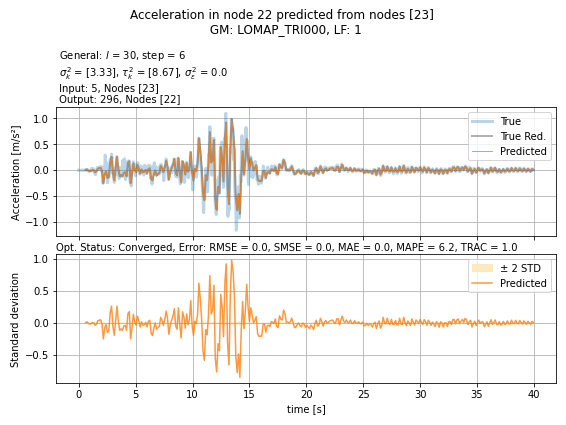 Acceleration in node 22 predicted from nodes [23]
GM: LOMAP_TRI000, LF: 1
General: l = 30, step = 6
σ²ₖ = [3.33], τ²ₖ = [8.67], σ²ε = 0.0
Input: 5, Nodes [23]
Output: 296, Nodes [22]
Acceleration [m/s²]
1.0
0.5
0.0
−0.5
−1.0
True
True Red.
Predicted
Opt. Status: Converged, Error: RMSE = 0.0, SMSE = 0.0, MAE = 0.0, MAPE = 6.2, TRAC = 1.0
Standard deviation
1.0
0.5
0.0
−0.5
± 2 STD
Predicted
0 5 10 15 20 25 30 35 40
time [s]